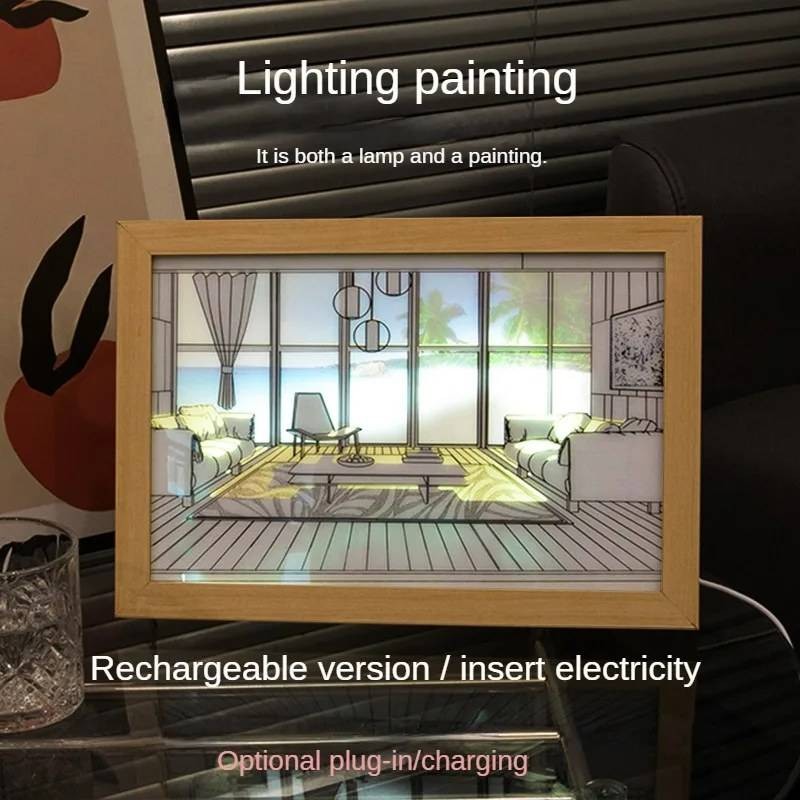 Lighting painting
It is both a lamp and a painting.
Rechargeable version / insert electricity
Optional plug-in/charging